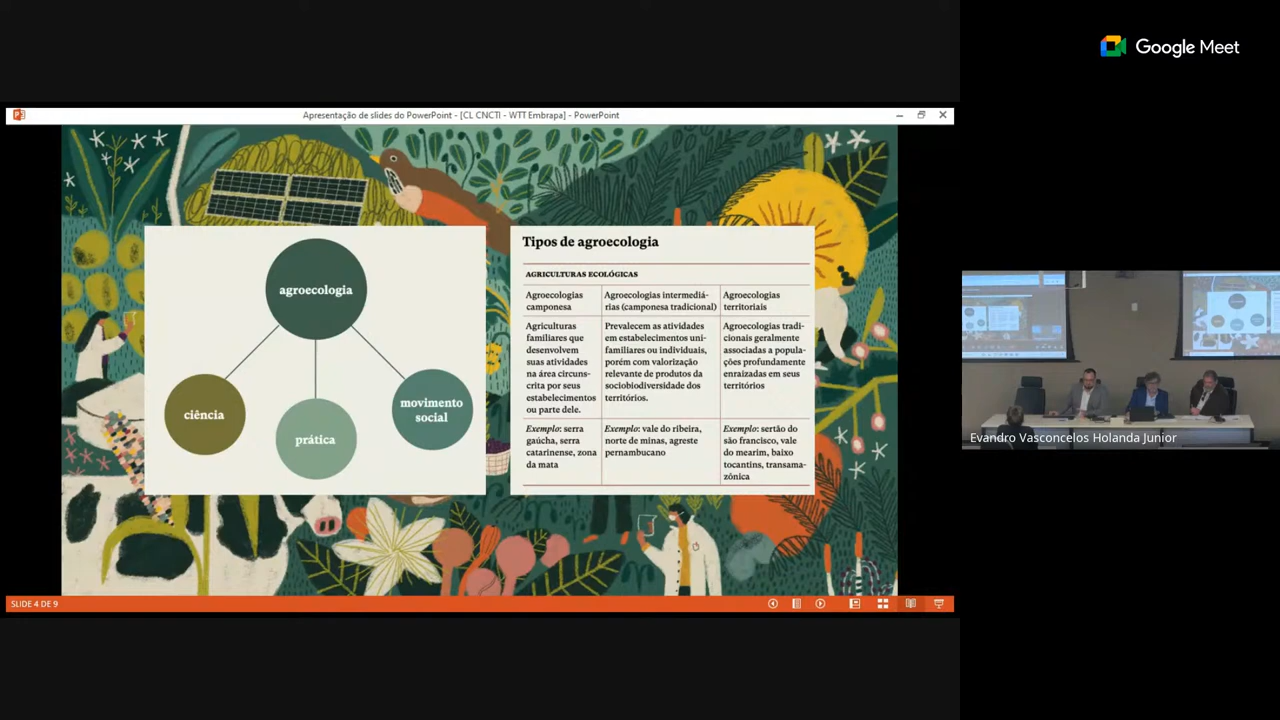 Google Meet
Apresentação de slides do PowerPoint - [CL CNCTI - WTT Embrapa] - PowerPoint
agroecologia
ciência
prática
movimento
social
Tipos de agroecologia
AGRICULTURAS ECOLÓGICAS
Agroecologias
camponesa
Agroecologias intermediá-
rias (camponesa tradicional)
Agroecologias
territoriais
Agriculturas
familiares que
desenvolvem
suas atividades
na área circuns-
crita por seus
estabelecimentos
ou parte dele.
Prevalecem as atividades
em estabelecimentos uni-
familiares ou individuais,
porém com valorização
relevante de produtos da
sociobiodiversidade dos
territórios.
Agroecologias tradi-
cionais geralmente
associadas a popula-
ções profundamente
enraizadas em seus
territórios
Exemplo: serra
gaúcha, serra
catarinense, zona
da mata
Exemplo: vale do ribeira,
norte de minas, agreste
pernambucano
Exemplo: sertão do
são francisco, vale
do mearim, baixo
tocantins, transama-
zônica
SLIDE 4 DE 9
Evandro Vasconcelos Holanda Junior